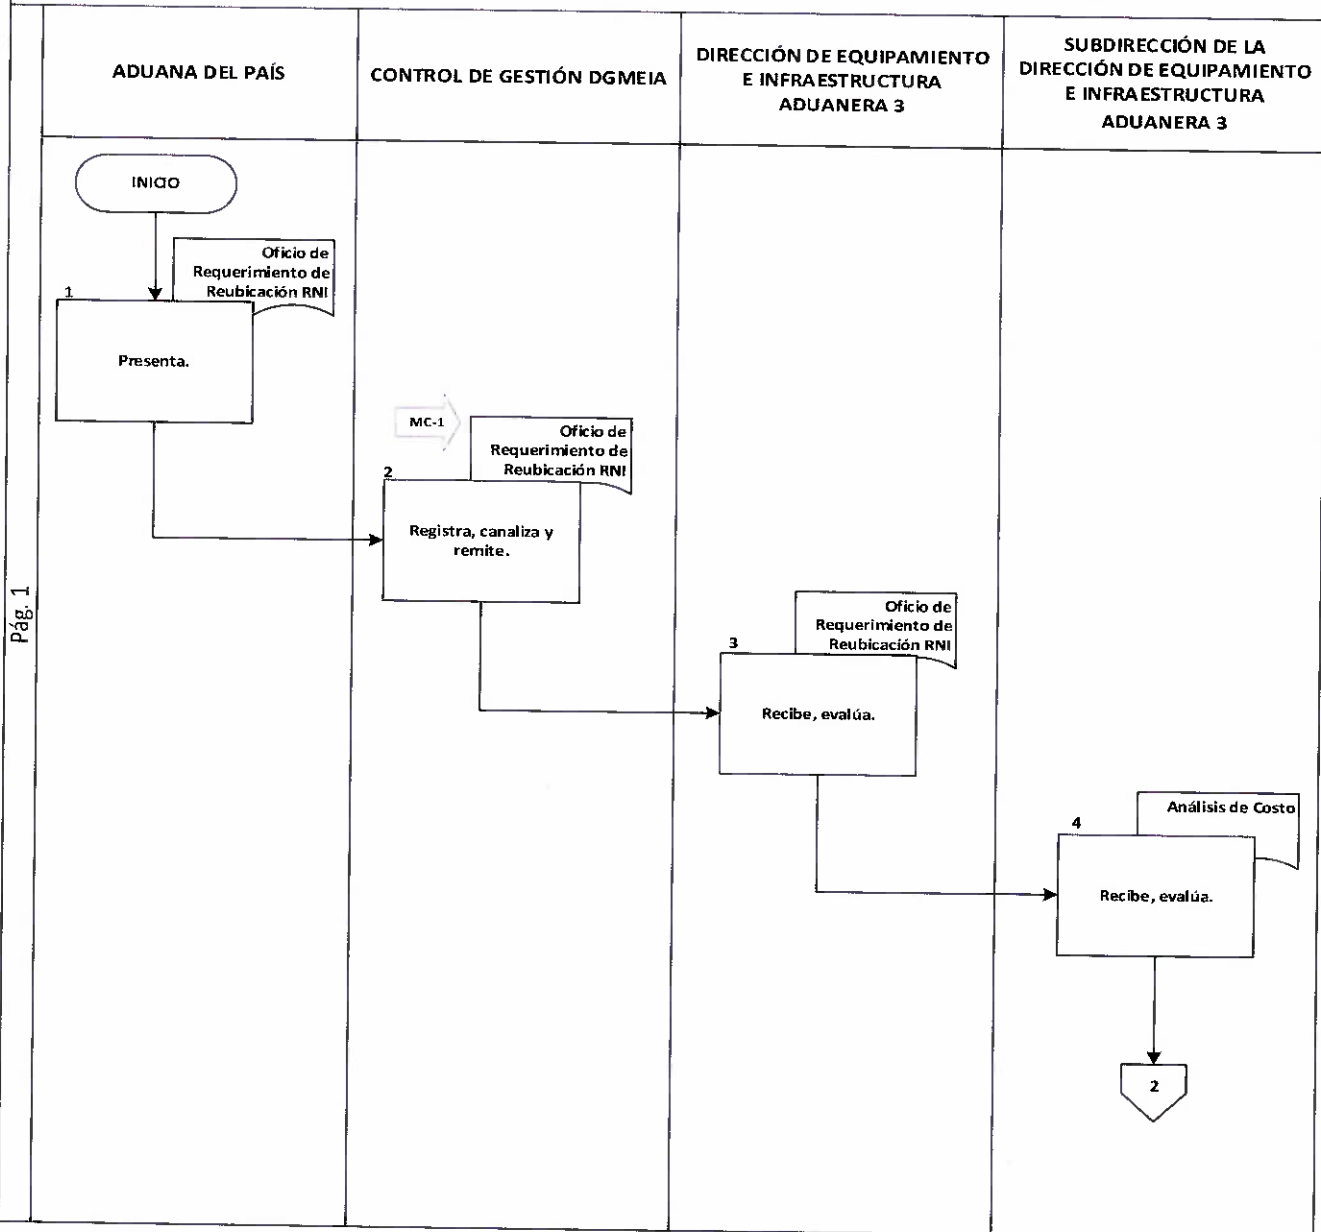 ADUANA DEL PAÍS
CONTROL DE GESTIÓN DGMEIA
DIRECCIÓN DE EQUIPAMIENTO
E INFRAESTRUCTURA
ADUANERA 3
SUBDIRECCIÓN DE LA
DIRECCIÓN DE EQUIPAMIENTO
E INFRAESTRUCTURA
ADUANERA 3
INICIO
Oficio de
Requerimiento de
Reubicación RNI
1
Presenta.
MC-1
Oficio de
Requerimiento de
Reubicación RNI
2
Registra, canaliza y
remite.
Oficio de
Requerimiento de
Reubicación RNI
3
Recibe, evalúa.
Análisis de Costo
4
Recibe, evalúa.
2
Pág. 1